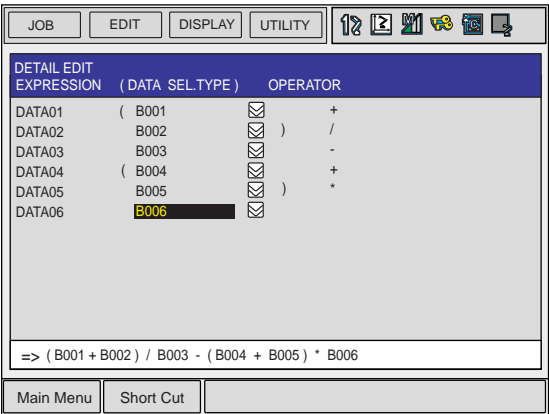 JOB EDIT DISPLAY UTILITY
DETAIL EDIT
EXPRESSION ( DATA SEL.TYPE ) OPERATOR
DATA01 ( B001 +
DATA02 B002 ) /
DATA03 B003 -
DATA04 ( B004 +
DATA05 B005 ) *
DATA06 B006
=> ( B001 + B002 ) / B003 - ( B004 + B005 ) * B006
Main Menu Short Cut